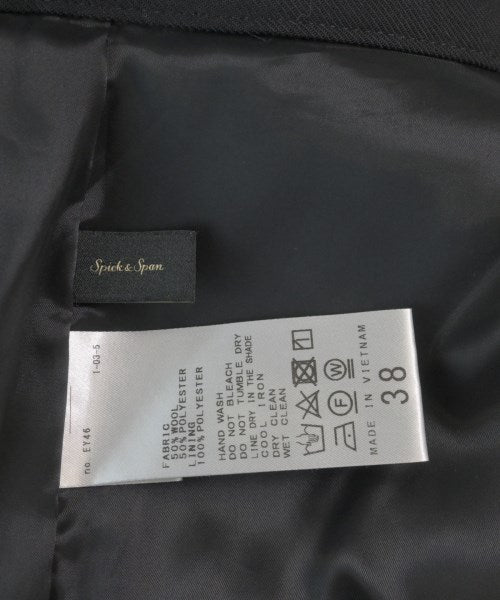 Spick & Span
1-03-5
no. E746
FABRIC
50% WOOL
50% POLYESTER
LINING
100% POLYESTER
HAND WASH
DO NOT BLEACH
DO NOT TUMBLE DRY
LINE DRY IN THE SHADE
COOL IRON
DRY CLEAN
WET CLEAN
F
W
MADE IN VIETNAM
38